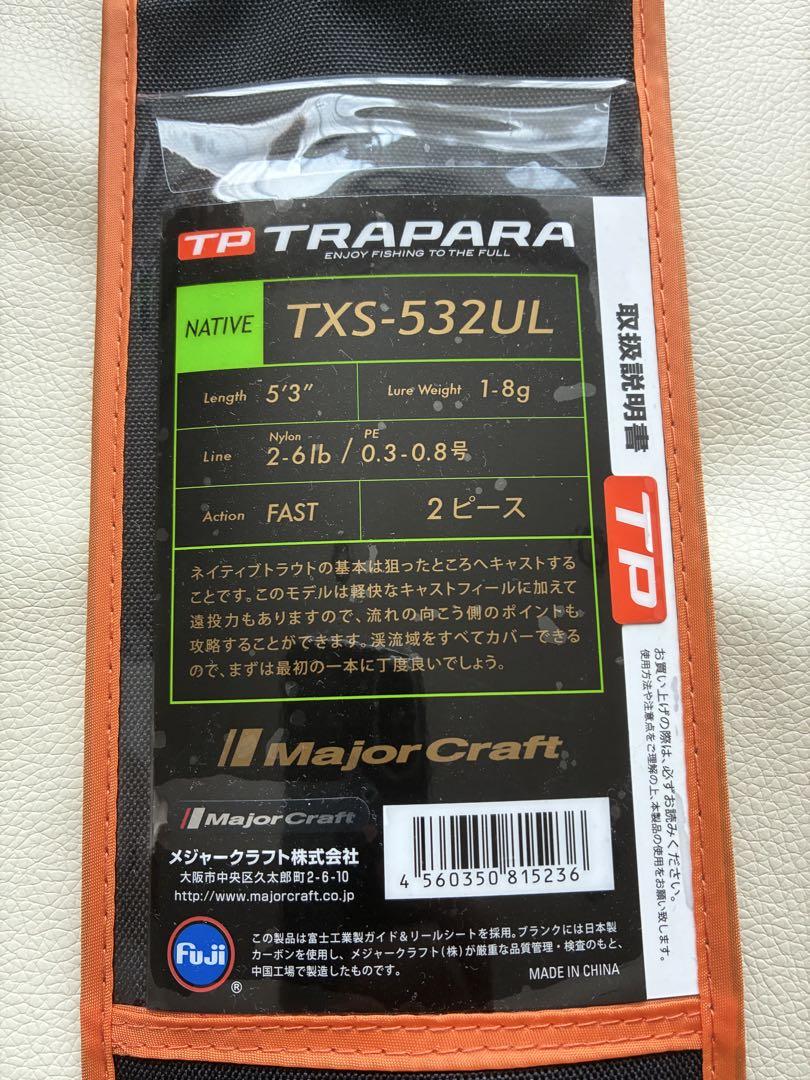 TP TRAPARA
ENJOY FISHING TO THE FULL
NATIVE TXS-532UL
Length 5'3" Lure Weight 1-8g
Line Nylon 2-6lb / PE 0.3-0.8号
Action FAST 2ピース
ネイティブトラウトの基本は狙ったところへキャストする
ことです。このモデルは軽快なキャストフィールに加えて
遠投力もありますので、流れの向こう側のポイントも
攻略することができます。渓流域をすべてカバーできる
ので、まずは最初の一本に丁度良いでしょう。
Major Craft
Major Craft
メジャークラフト株式会社
大阪市中央区久太郎町2-6-10
http://www.majorcraft.co.jp
4 560350 815236
Fuji ®
この製品は富士工業製ガイド&リールシートを採用。ブランクには日本製
カーボンを使用し、メジャークラフト(株)が厳重な品質管理・検査のもと、
中国工場で製造したものです。
MADE IN CHINA
取扱説明書
TP
お買い上げの際は、必ずお読みください。
使用方法や注意点をご理解の上、本製品の使用をお願い致します。